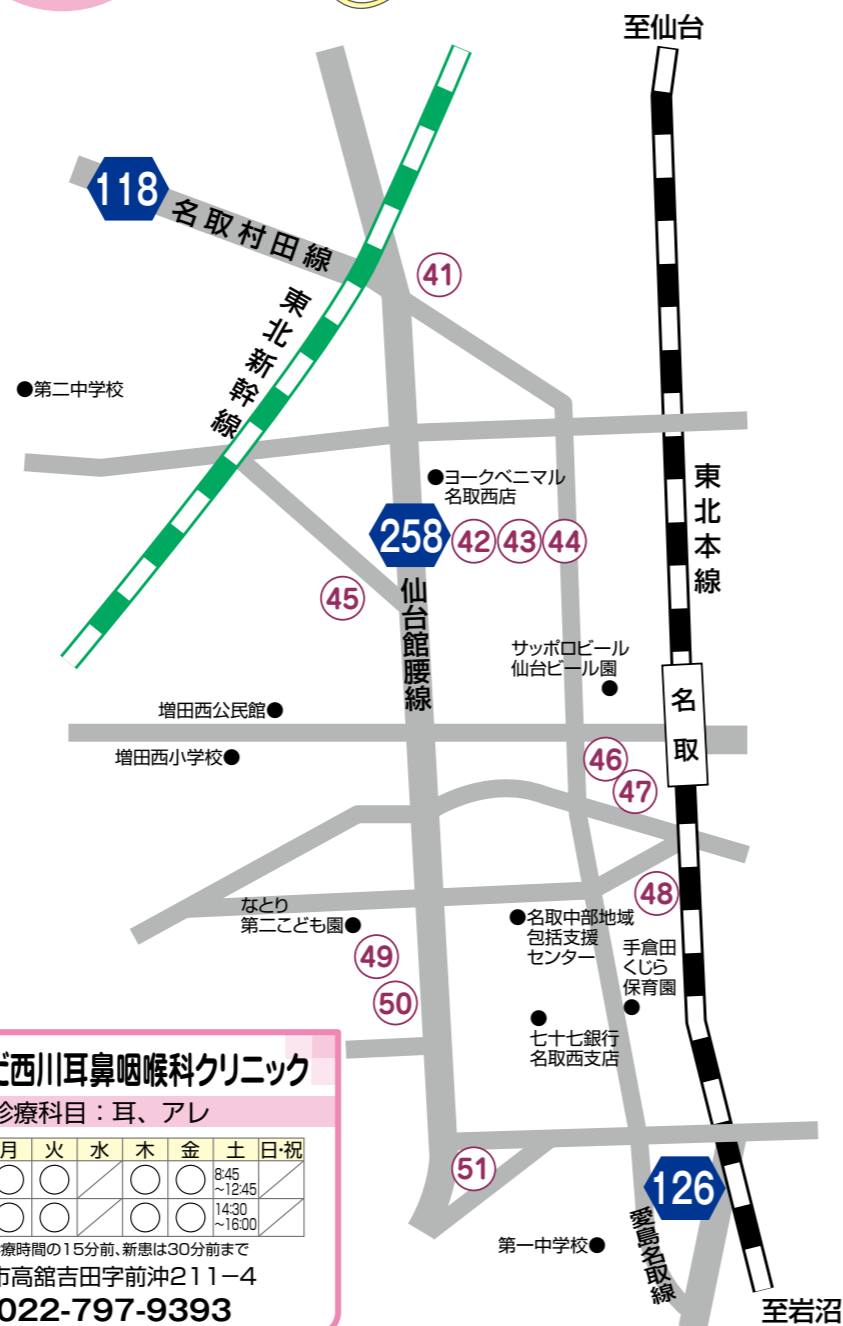 至仙台
118
名取村田線
41
東北新幹線
●第二中学校
●ヨークベニマル
名取西店
東北本線
258
42 43 44
仙台館腰線
45
サッポロビール
仙台ビール園●
名取
増田西公民館●
増田西小学校●
46
47
48
なとり
第二こども園●
●名取中部地域
包括支援
センター
手倉田
くじら
保育園
●
49
50
●
七十七銀行
名取西支店
51
126
愛島名取線
第一中学校●
至岩沼
西川耳鼻咽喉科クリニック
診療科目：耳、アレ
月 火 水 木 金 土 日・祝
○ ○ ／ ○ ○ 8:45~12:45 ／
○ ○ ／ ○ ○ 14:30~16:00 ／
療時間の15分前、新患は30分前まで
市高舘吉田字前沖211−4
022-797-9393